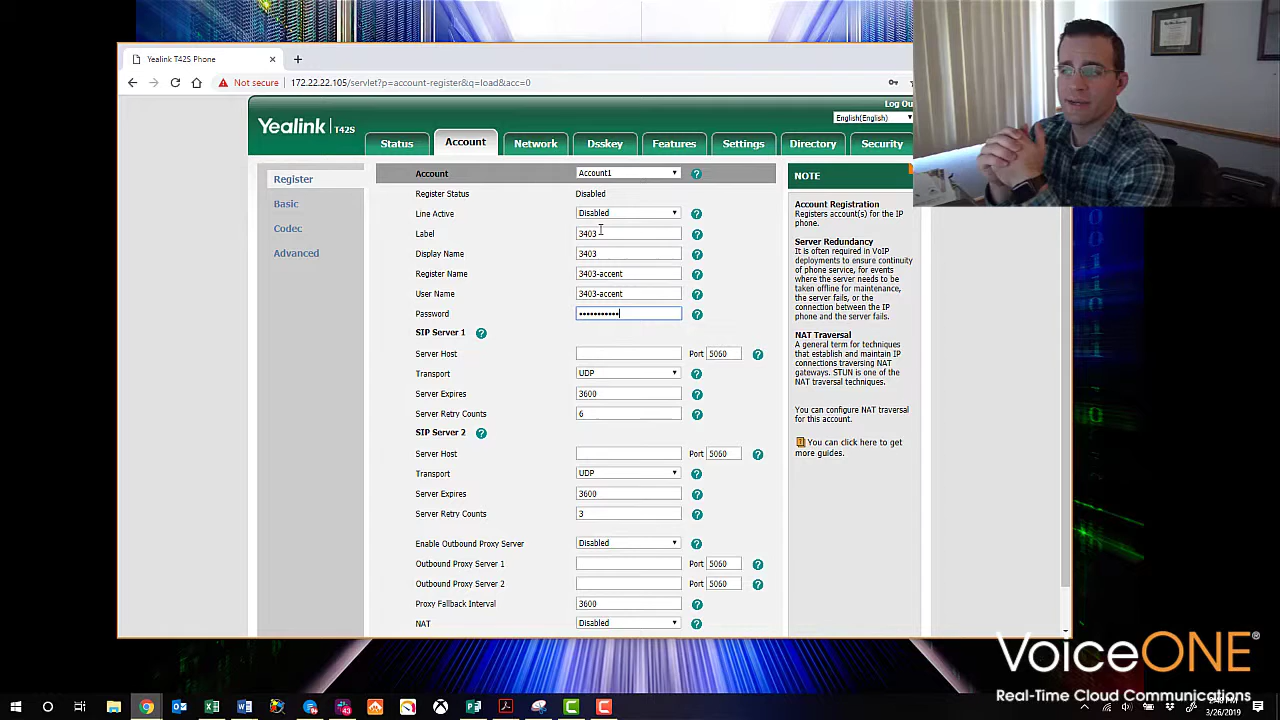 Yealink T42S Phone
Not secure
172.22.22.105/servlet?p=account-register&q=load&acc=0
Log Ou
English(English)
Yealink | T42S
Status
Account
Network
Dsskey
Features
Settings
Directory
Security
Register
Basic
Codec
Advanced
Account
Account1
Register Status
Disabled
Line Active
Disabled
Label
3403
Display Name
3403
Register Name
3403-accent
User Name
3403-accent
Password
•••••••••••
SIP Server 1
Server Host
Port 5060
Transport
UDP
Server Expires
3600
Server Retry Counts
6
SIP Server 2
Server Host
Port 5060
Transport
UDP
Server Expires
3600
Server Retry Counts
3
Enable Outbound Proxy Server
Disabled
Outbound Proxy Server 1
Port 5060
Outbound Proxy Server 2
Port 5060
Proxy Fallback Interval
3600
NAT
Disabled
NOTE
Account Registration
Registers account(s) for the IP
phone.
Server Redundancy
It is often required in VoIP
deployments to ensure continuity
of phone service, for events
where the server needs to be
taken offline for maintenance,
the server fails, or the
connection between the IP
phone and the server fails.
NAT Traversal
A general term for techniques
that establish and maintain IP
connections traversing NAT
gateways. STUN is one of the
NAT traversal techniques.
You can configure NAT traversal
for this account.
You can click here to get
more guides.
VoiceONE®
Real-Time Cloud Communications
3/26/2019